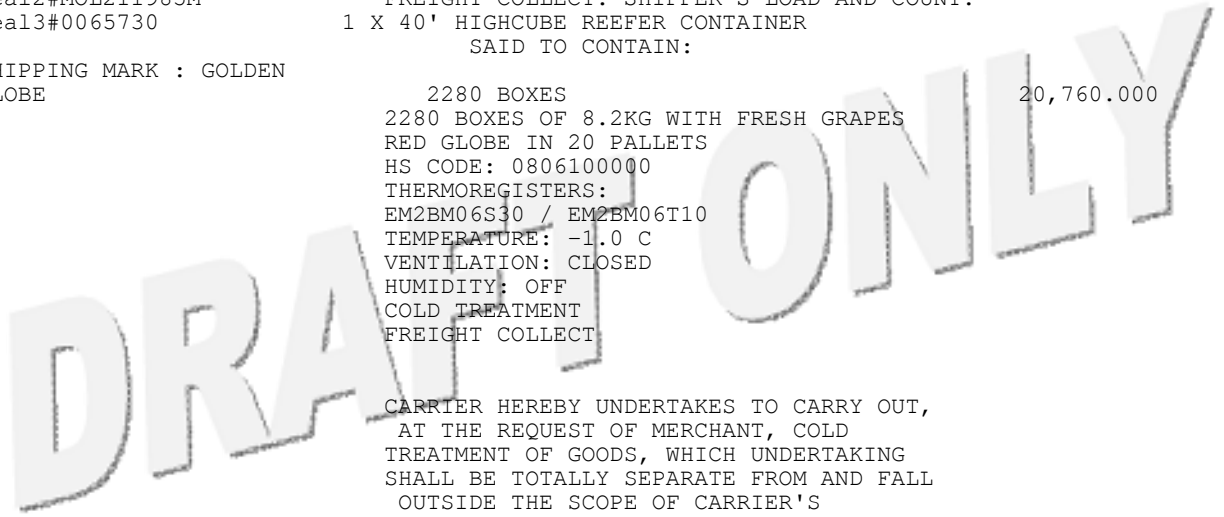 FREIGHT COLLECT. SHIPPER'S LOAD AND COUNT.
eal3#0065730 1 X 40' HIGHCUBE REEFER CONTAINER
SAID TO CONTAIN:
HIPPING MARK : GOLDEN
LOBE 2280 BOXES 20,760.000
2280 BOXES OF 8.2KG WITH FRESH GRAPES
RED GLOBE IN 20 PALLETS
HS CODE: 0806100000
THERMOREGISTERS:
EM2BM06S30 / EM2BM06T10
TEMPERATURE: -1.0 C
VENTILATION: CLOSED
HUMIDITY: OFF
COLD TREATMENT
FREIGHT COLLECT
CARRIER HEREBY UNDERTAKES TO CARRY OUT,
AT THE REQUEST OF MERCHANT, COLD
TREATMENT OF GOODS, WHICH UNDERTAKING
SHALL BE TOTALLY SEPARATE FROM AND FALL
OUTSIDE THE SCOPE OF CARRIER'S
DRAFT ONLY